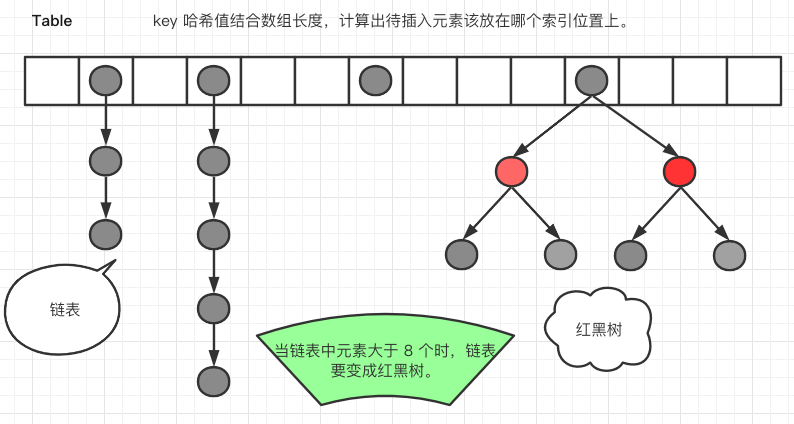 Table
key 哈希值结合数组长度，计算出待插入元素该放在哪个索引位置上。
链表
当链表中元素大于 8 个时，链表
要变成红黑树。
红黑树